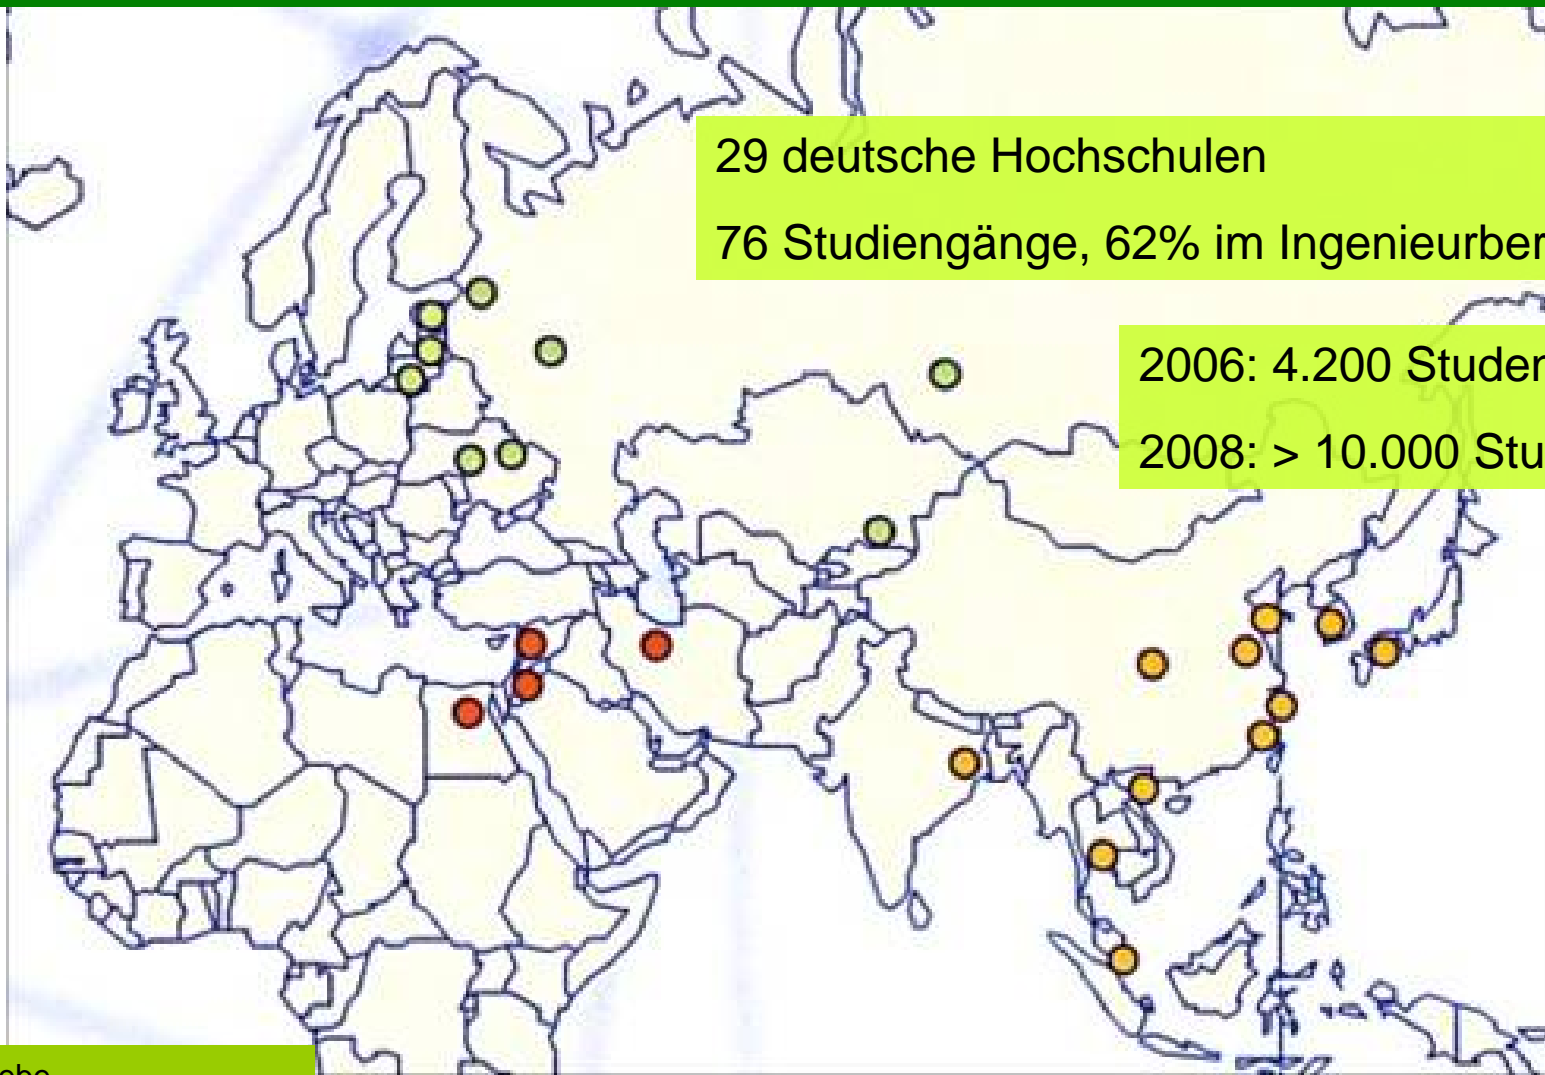 29 deutsche Hochschulen
76 Studiengänge, 62% im Ingenieurber
2006: 4.200 Studen
2008: > 10.000 Stu